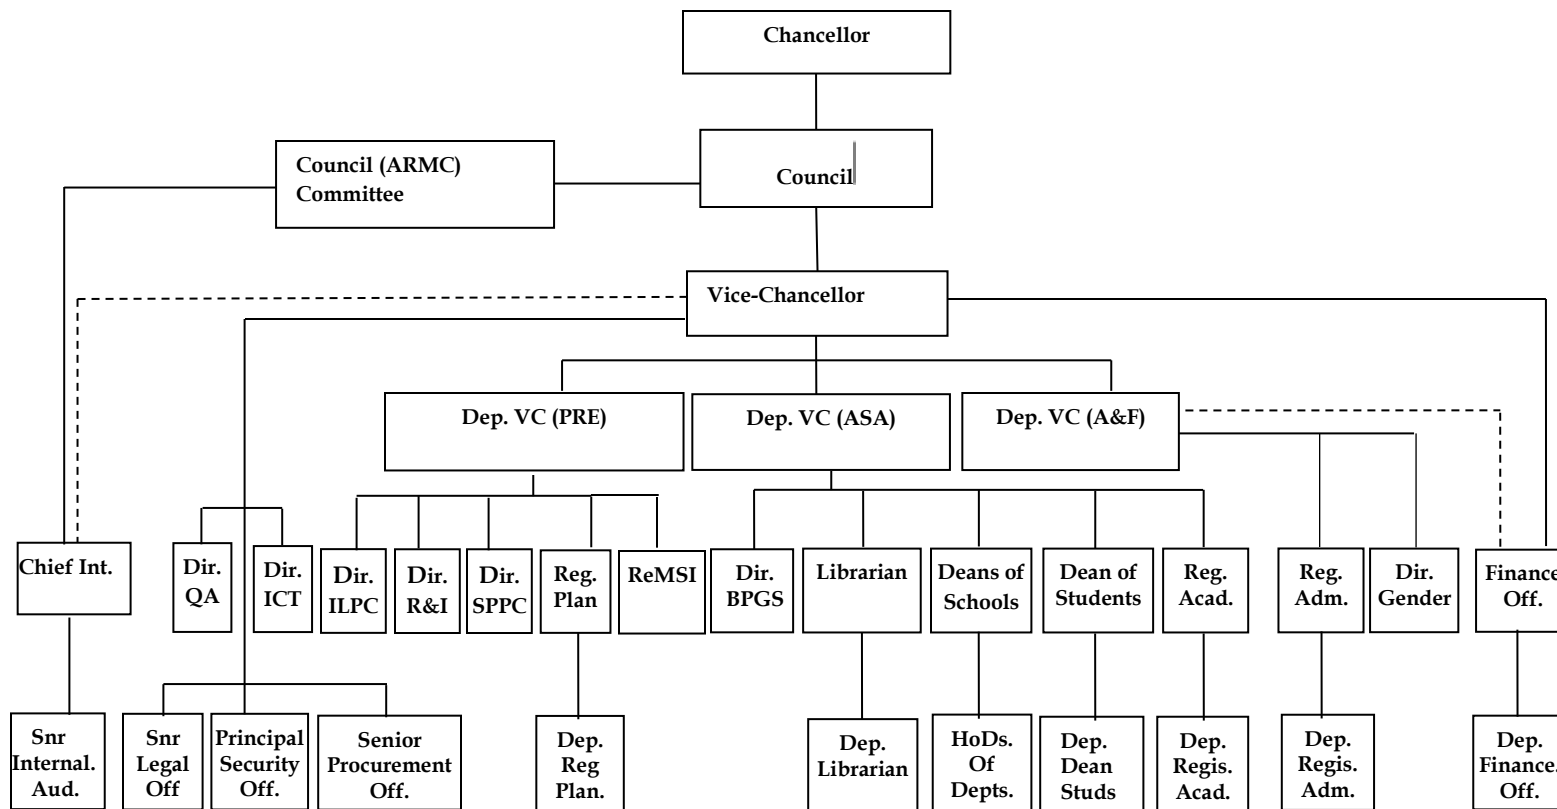 Chancellor
Council (ARMC)
Committee
Council
Vice-Chancellor
Dep. VC (PRE)
Dep. VC (ASA)
Dep. VC (A&F)
Chief Int.
Dir.
QA
Dir.
ICT
Dir.
ILPC
Dir.
R&I
Dir.
SPPC
Reg.
Plan
ReMSI
Dir.
BPGS
Librarian
Deans of
Schools
Dean of
Students
Reg.
Acad.
Reg.
Adm.
Dir.
Gender
Finance
Off.
Snr
Internal.
Aud.
Snr
Legal
Off
Principal
Security
Off.
Senior
Procurement
Off.
Dep.
Reg
Plan.
Dep.
Librarian
HoDs.
Of
Depts.
Dep.
Dean
Studs
Dep.
Regis.
Acad.
Dep.
Regis.
Adm.
Dep.
Finance.
Off.